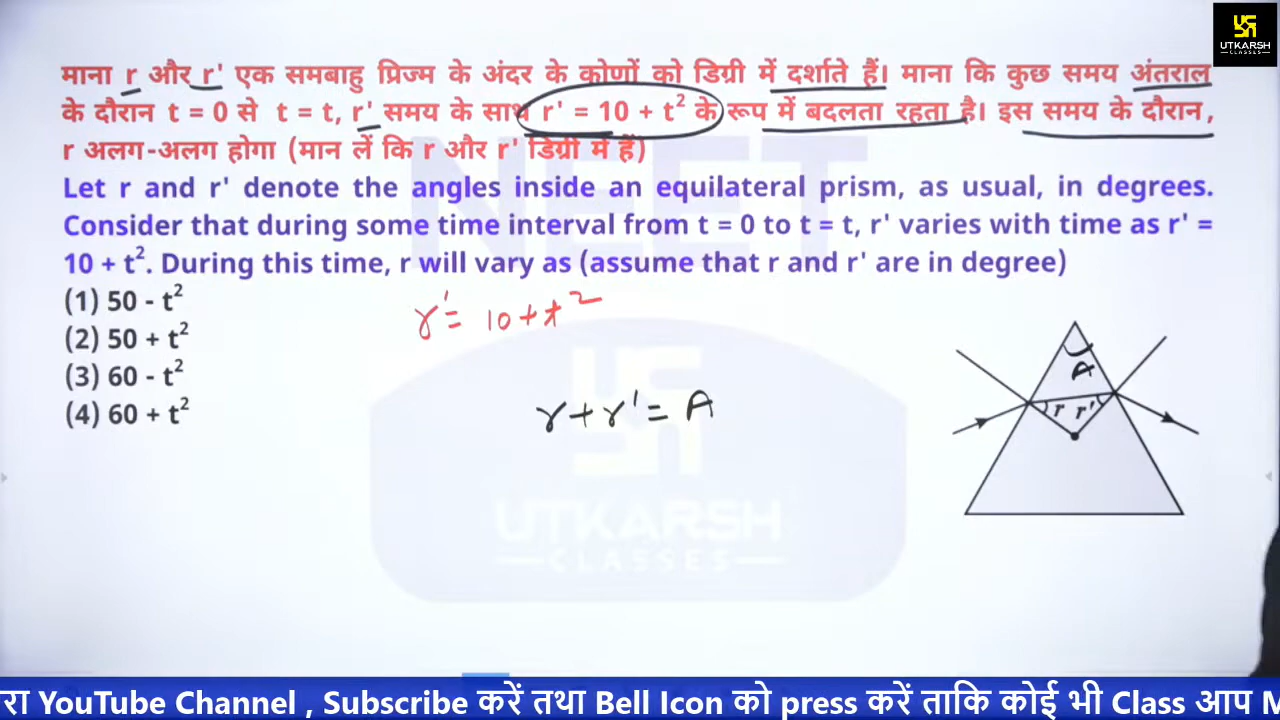 UTKARSH
CLASSES
माना r और r' एक समबाहु प्रिज्म के अंदर के कोणों को डिग्री में दर्शाते हैं। माना कि कुछ समय अंतराल
के दौरान t = 0 से t = t, r' समय के साथ r' = 10 + t² के रूप में बदलता रहता है। इस समय के दौरान,
r अलग-अलग होगा (मान लें कि r और r' डिग्री में हैं)
NEET
Let r and r' denote the angles inside an equilateral prism, as usual, in degrees.
Consider that during some time interval from t = 0 to t = t, r' varies with time as r' =
10 + t². During this time, r will vary as (assume that r and r' are in degree)
(1) 50 - t²
(2) 50 + t²
(3) 60 - t²
(4) 60 + t²
r' = 10 + t²
r + r' = A
A
r r'
UTKARSH
CLASSES
YouTube Channel , Subscribe करें तथा Bell Icon को press करें ताकि कोई भी Class आप